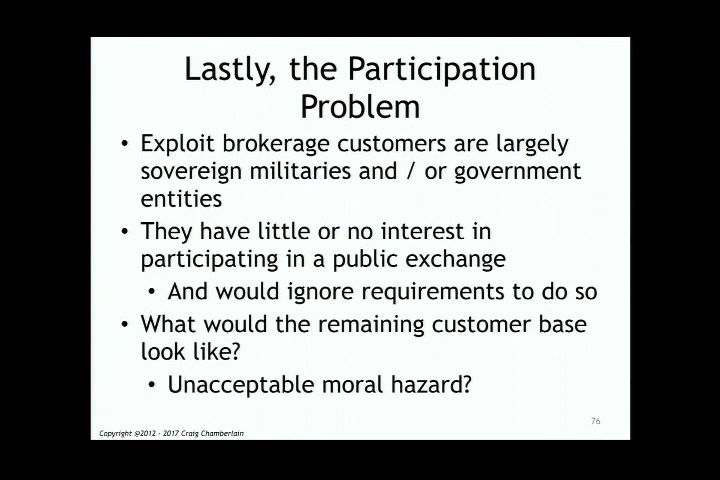 Lastly, the Participation
Problem
• Exploit brokerage customers are largely
sovereign militaries and / or government
entities
• They have little or no interest in
participating in a public exchange
• And would ignore requirements to do so
• What would the remaining customer base
look like?
• Unacceptable moral hazard?
76
Copyright @2012 - 2017 Craig Chamberlain